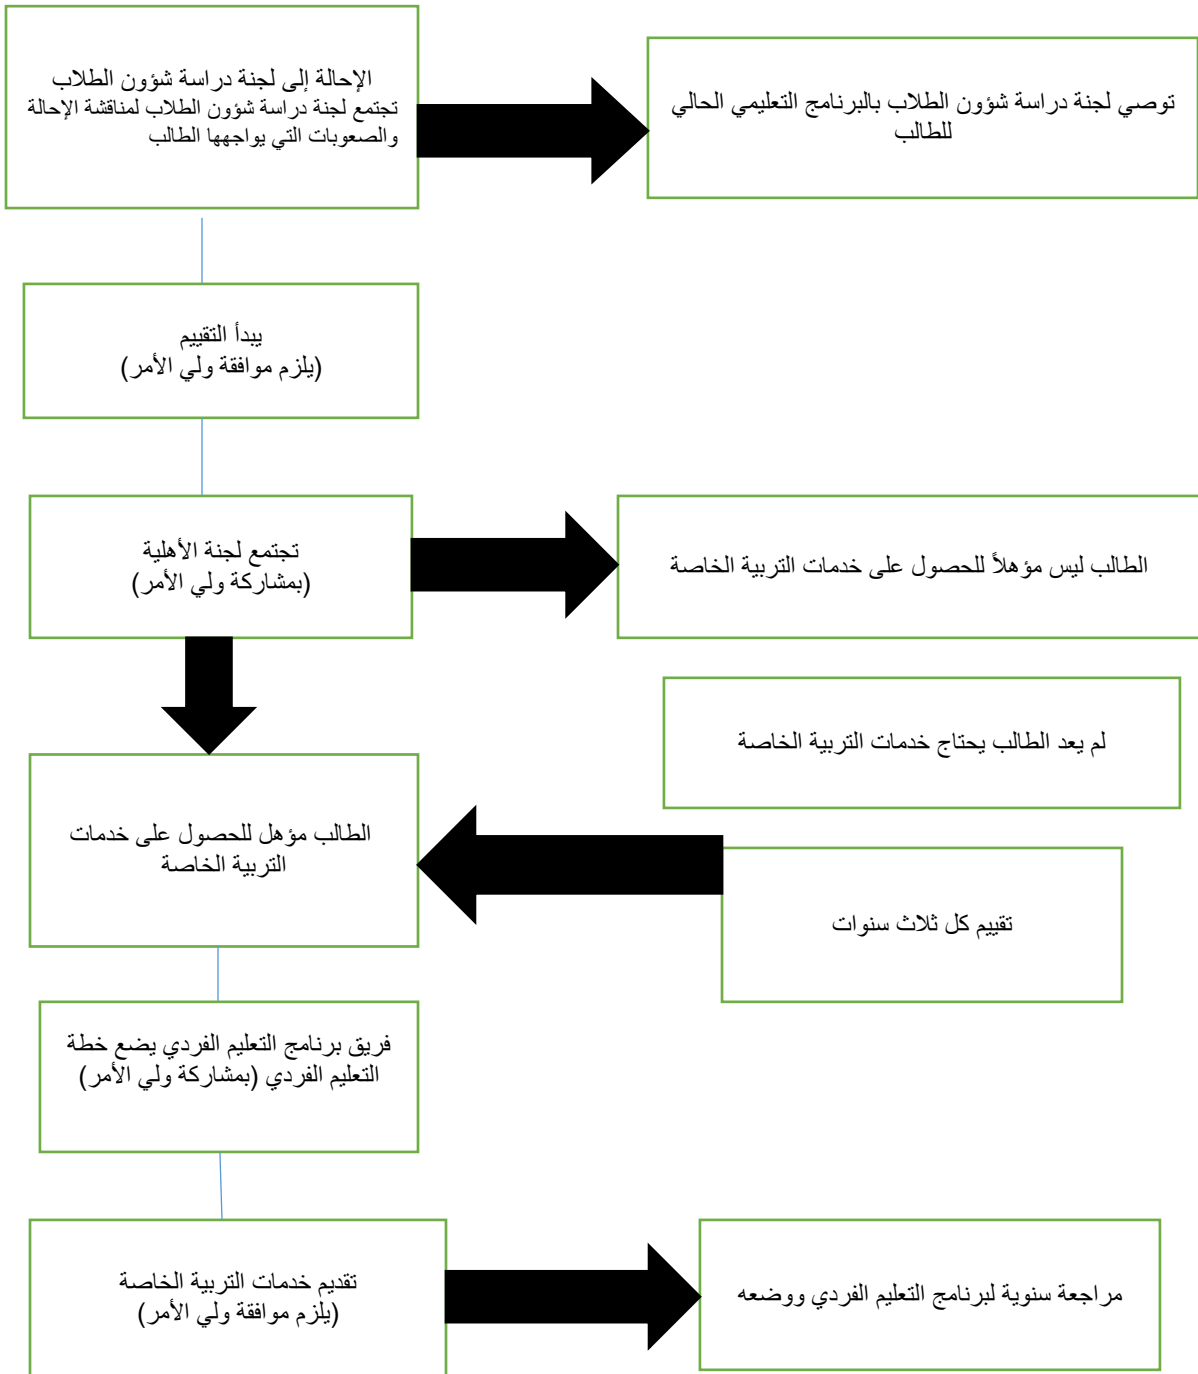 الإحالة إلى لجنة دراسة شؤون الطلاب
تجتمع لجنة دراسة شؤون الطلاب لمناقشة الإحالة
والصعوبات التي يواجهها الطالب
توصي لجنة دراسة شؤون الطلاب بالبرنامج التعليمي الحالي
للطالب
يبدأ التقييم
(يلزم موافقة ولي الأمر)
تجتمع لجنة الأهلية
(بمشاركة ولي الأمر)
الطالب ليس مؤهلاً للحصول على خدمات التربية الخاصة
لم يعد الطالب يحتاج خدمات التربية الخاصة
الطالب مؤهل للحصول على خدمات
التربية الخاصة
تقييم كل ثلاث سنوات
فريق برنامج التعليم الفردي يضع خطة
التعليم الفردي (بمشاركة ولي الأمر)
تقديم خدمات التربية الخاصة
(يلزم موافقة ولي الأمر)
مراجعة سنوية لبرنامج التعليم الفردي ووضعه